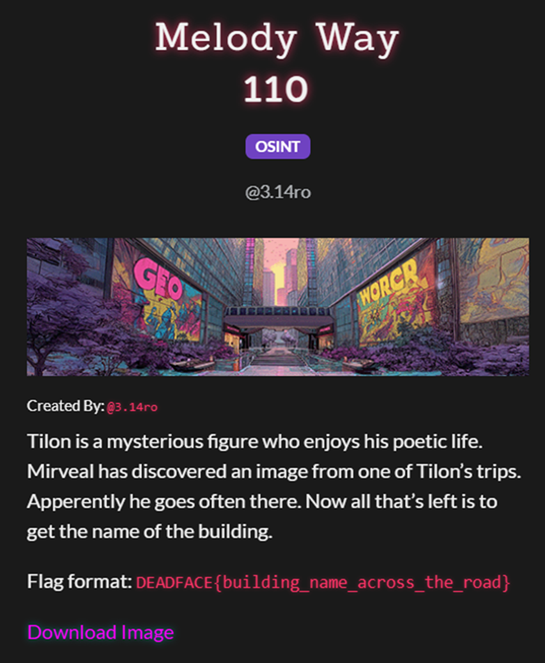 Melody Way
110
OSINT
@3.14ro
GEO
WORCR
Created By: @3.14ro
Tilon is a mysterious figure who enjoys his poetic life.
Mirveal has discovered an image from one of Tilon's trips.
Apperently he goes often there. Now all that's left is to
get the name of the building.
Flag format: DEADFACE{building_name_across_the_road}
Download Image